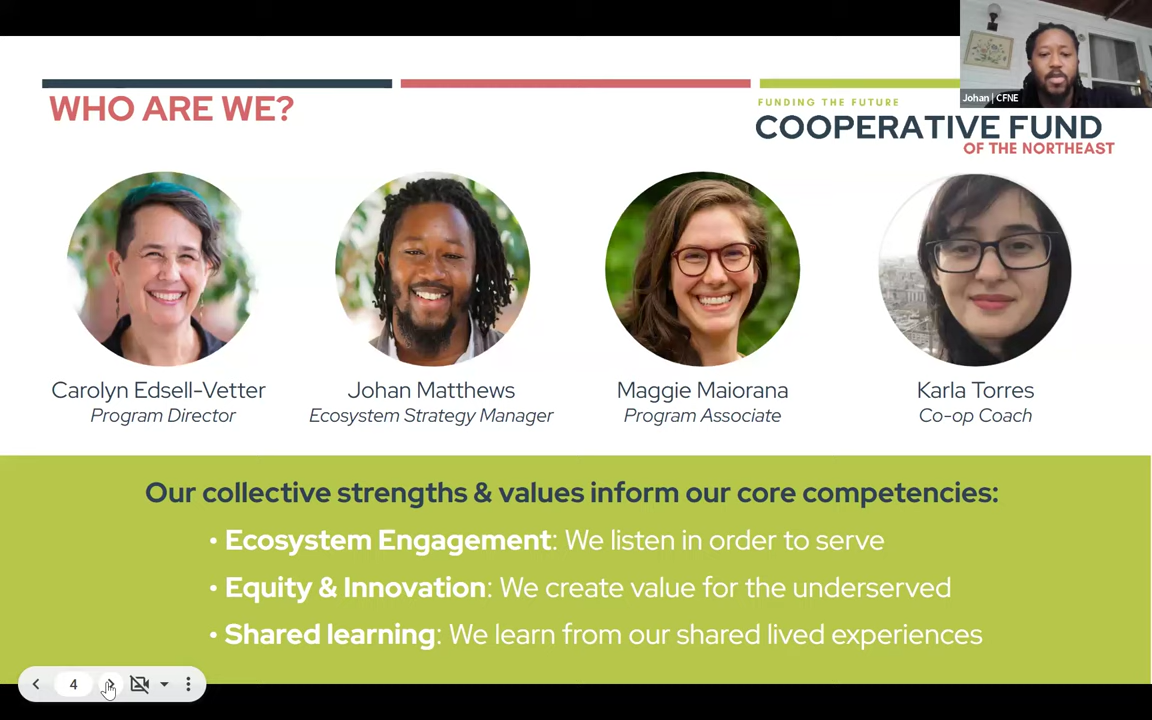 Johan | CFNE
WHO ARE WE?
FUNDING THE FUTURE
COOPERATIVE FUND
OF THE NORTHEAST
Carolyn Edsell-Vetter
Program Director
Johan Matthews
Ecosystem Strategy Manager
Maggie Maiorana
Program Associate
Karla Torres
Co-op Coach
Our collective strengths & values inform our core competencies:
• Ecosystem Engagement: We listen in order to serve
• Equity & Innovation: We create value for the underserved
• Shared learning: We learn from our shared lived experiences
4